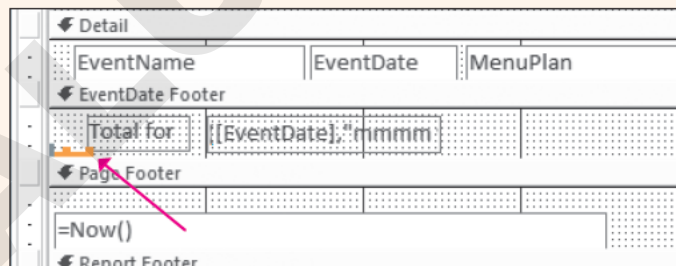 Detail
EventName EventDate MenuPlan
EventDate Footer
Total for [[EventDate],"mmmm
Page Footer
=Now()
Report Footer